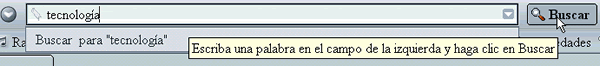 tecnología
Buscar
Buscar para "tecnología"
Escriba una palabra en el campo de la izquierda y haga clic en Buscar